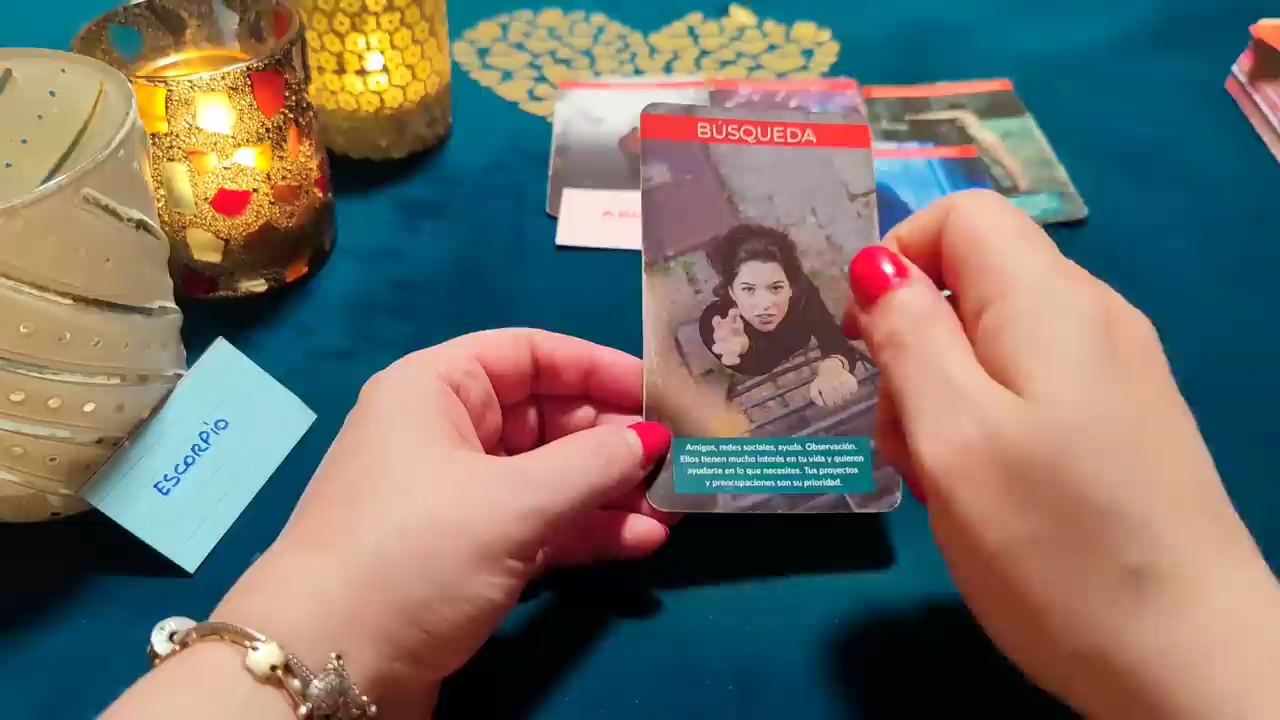 BÚSQUEDA
Amigos, redes sociales, ayuda. Observación.
Ellos tienen mucho interés en tu vida y quieren
ayudarte en lo que necesites. Tus proyectos
y preocupaciones son su prioridad.
ESCORPIO